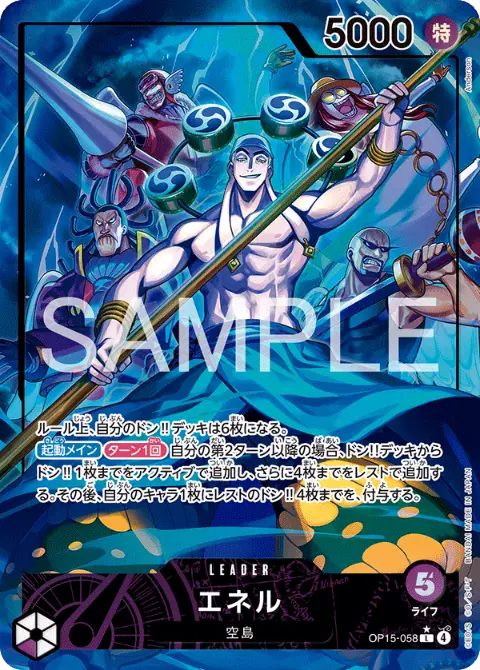 5000 特
Anderson
SAMPLE
ルール上、自分のドン!!デッキは6枚になる。
起動メイン ターン1回 自分の第2ターン以降の場合、ドン!!デッキから
ドン!!1枚までをアクティブで追加し、さらに4枚までをレストで追加す
る。その後、自分のキャラ1枚にレストのドン!!4枚までを、付与する。
LEADER
エネル
空島
5
ライフ
OP15-058 L 4
BANDAI MADE IN JAPAN